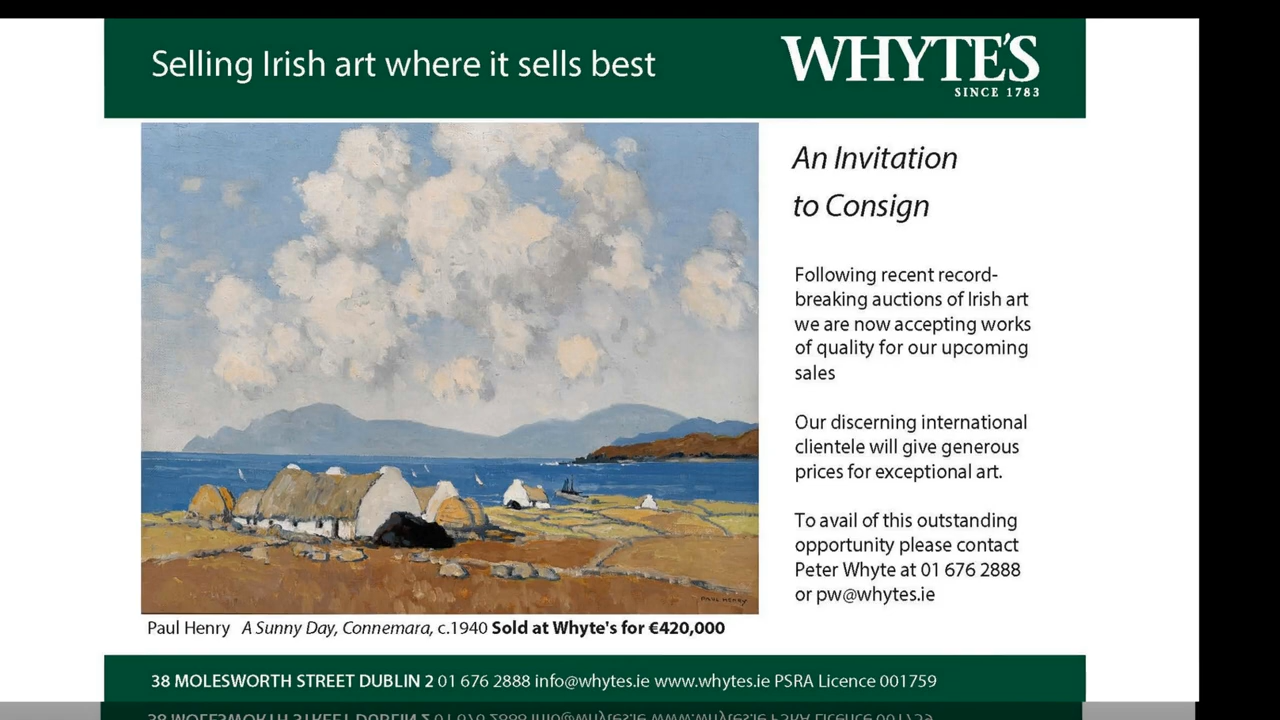 Selling Irish art where it sells best
WHYTE'S
SINCE 1783
An Invitation
to Consign
Following recent record-
breaking auctions of Irish art
we are now accepting works
of quality for our upcoming
sales
Our discerning international
clientele will give generous
prices for exceptional art.
To avail of this outstanding
opportunity please contact
Peter Whyte at 01 676 2888
or pw@whytes.ie
PAUL HENRY
Paul Henry A Sunny Day, Connemara, c.1940 Sold at Whyte's for €420,000
38 MOLESWORTH STREET DUBLIN 2 01 676 2888 info@whytes.ie www.whytes.ie PSRA Licence 001759